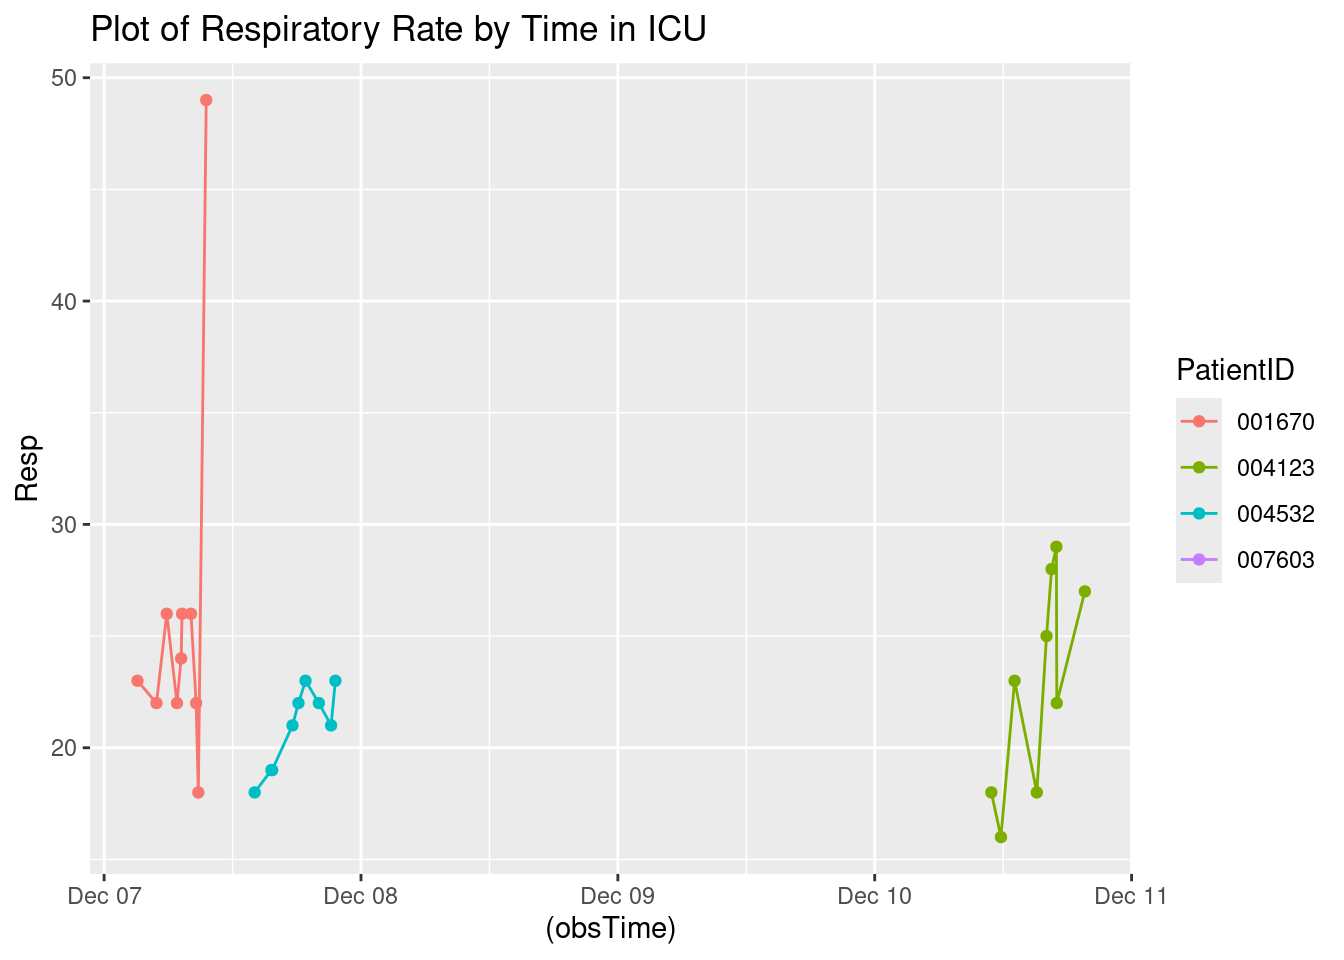 Plot of Respiratory Rate by Time in ICU
50
40
30
20
Resp
Dec 07
Dec 08
Dec 09
Dec 10
Dec 11
(obsTime)
PatientID
001670
004123
004532
007603